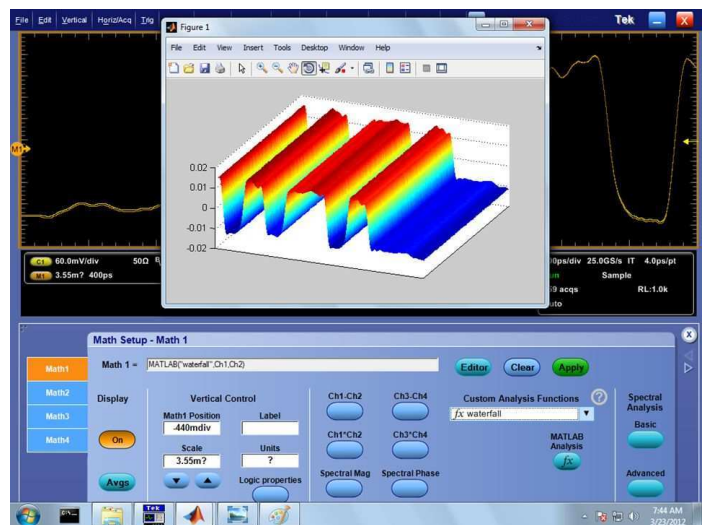 File Edit Vertical Horiz/Acq Trig
Tek
X
Figure 1
File Edit View Insert Tools Desktop Window Help
M1
0.02
0.01
0
-0.01
-0.02
C1 60.0mV/div 50Ω
M1 3.55m? 400ps
00ps/div 25.0GS/s IT 4.0ps/pt
Sample
59 acqs RL:1.0k
uto
Math Setup - Math 1
X
Math1
Math2
Math3
Math4
Math 1 = MATLAB("waterfall",Ch1,Ch2)
Editor Clear Apply
Display
On
Avgs
Vertical Control
Math1 Position Label
-440mdiv
Scale Units
3.55m? ?
Logic properties
Ch1-Ch2 Ch3-Ch4
Ch1*Ch2 Ch3*Ch4
Spectral Mag Spectral Phase
Custom Analysis Functions ?
fx waterfall
MATLAB
Analysis
fx
Spectral
Analysis
Basic
Advanced
Tek
7:44 AM
3/23/2012